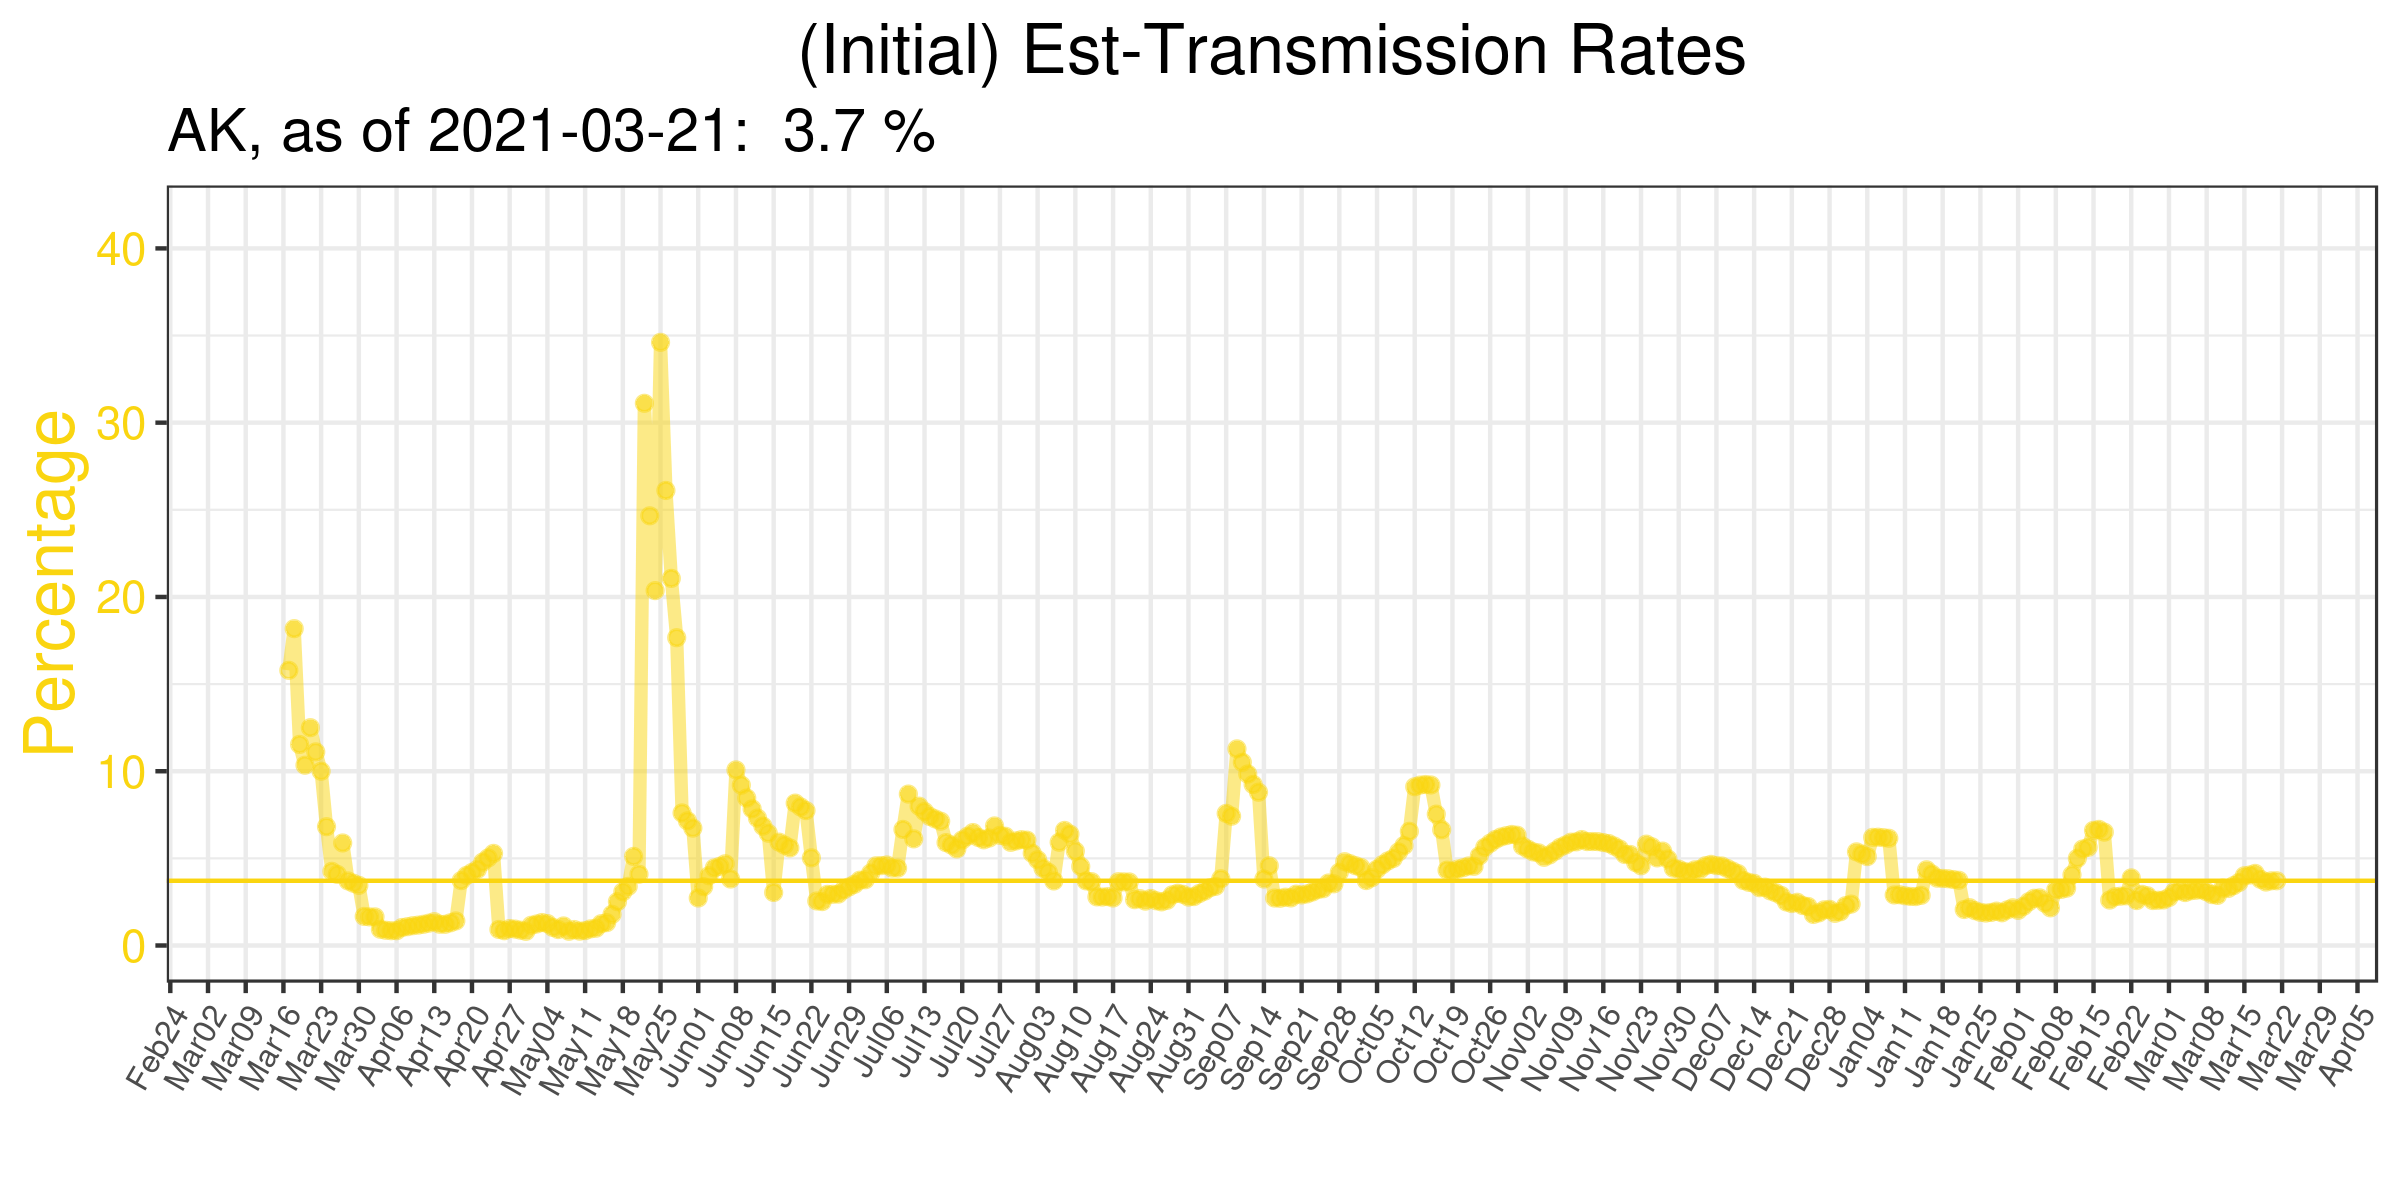 (Initial) Est-Transmission Rates
AK, as of 2021-03-21:  3.7 %
Percentage
40
30
20
10
0
Feb24
Mar02
Mar09
Mar16
Mar23
Mar30
Apr06
Apr13
Apr20
Apr27
May04
May11
May18
May25
Jun01
Jun08
Jun15
Jun22
Jun29
Jul06
Jul13
Jul20
Jul27
Aug03
Aug10
Aug17
Aug24
Aug31
Sep07
Sep14
Sep21
Sep28
Oct05
Oct12
Oct19
Oct26
Nov02
Nov09
Nov16
Nov23
Nov30
Dec07
Dec14
Dec21
Dec28
Jan04
Jan11
Jan18
Jan25
Feb01
Feb08
Feb15
Feb22
Mar01
Mar08
Mar15
Mar22
Mar29
Apr05